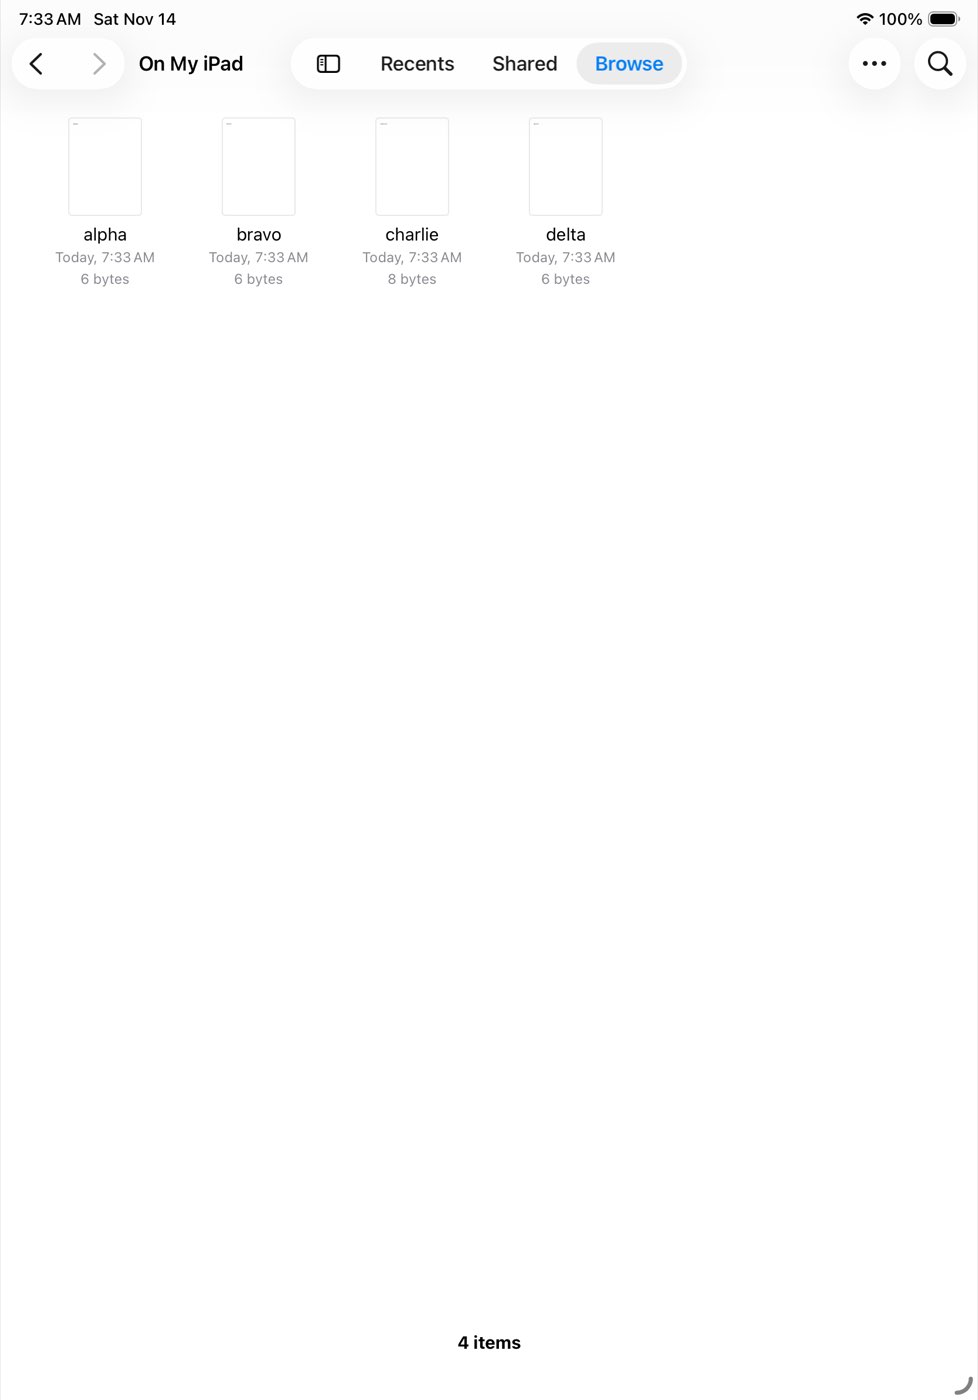 7:33 AM Sat Nov 14
100%
On My iPad
Recents
Shared
Browse
alpha
Today, 7:33 AM
6 bytes
bravo
Today, 7:33 AM
6 bytes
charlie
Today, 7:33 AM
8 bytes
delta
Today, 7:33 AM
6 bytes
4 items